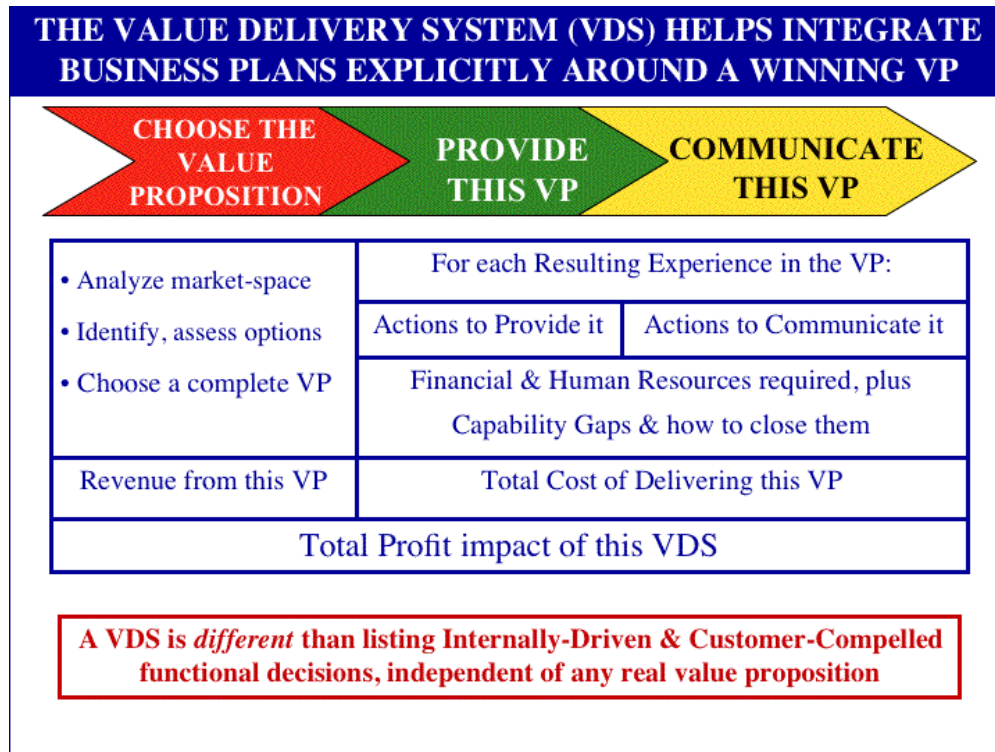 THE VALUE DELIVERY SYSTEM (VDS) HELPS INTEGRATE
BUSINESS PLANS EXPLICITLY AROUND A WINNING VP
CHOOSE THE
VALUE
PROPOSITION
PROVIDE
THIS VP
COMMUNICATE
THIS VP
• Analyze market-space
• Identify, assess options
• Choose a complete VP
For each Resulting Experience in the VP:
Actions to Provide it
Actions to Communicate it
Financial & Human Resources required, plus
Capability Gaps & how to close them
Revenue from this VP
Total Cost of Delivering this VP
Total Profit impact of this VDS
A VDS is different than listing Internally-Driven & Customer-Compelled
functional decisions, independent of any real value proposition